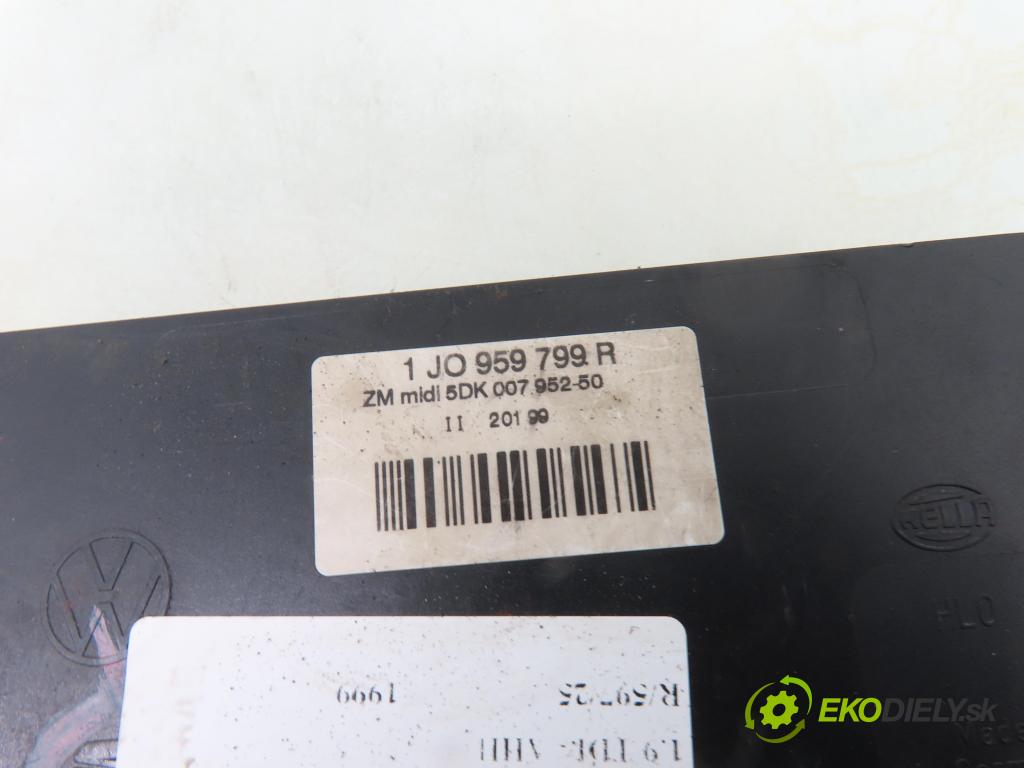 1 JO 959 799 R
ZM midi 5DK 007 952-50
II 201 99
HELLA
HLO
1.9 TDI
R/597/25 1999
EKODIELY.sk